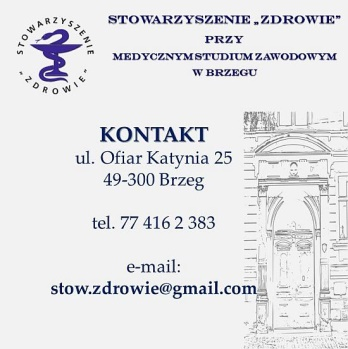 STOWARZYSZENIE
„ZDROWIE”
STOWARZYSZENIE „ZDROWIE”
PRZY
MEDYCZNYM STUDIUM ZAWODOWYM
W BRZEGU
KONTAKT
ul. Ofiar Katynia 25
49-300 Brzeg
tel. 77 416 2 383
e-mail:
stow.zdrowie@gmail.com